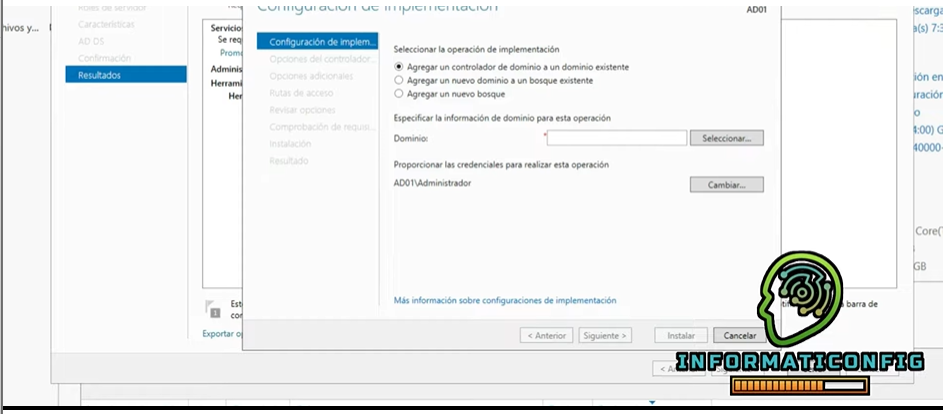 Configuración de implementación
AD01
Roles de servidor
Características
AD DS
Confirmación
Resultados
Servicio
Se req
Promo
Adminis
Herrami
Her
Configuración de implem...
Opciones del controlador...
Opciones adicionales
Rutas de acceso
Revisar opciones
Comprobación de requisi...
Instalación
Resultado
Seleccionar la operación de implementación
Agregar un controlador de dominio a un dominio existente
Agregar un nuevo dominio a un bosque existente
Agregar un nuevo bosque
Especificar la información de dominio para esta operación
Dominio:
*
Seleccionar...
Proporcionar las credenciales para realizar esta operación
AD01\Administrador
Cambiar...
Más información sobre configuraciones de implementación
< Anterior
Siguiente >
Instalar
Cancelar
1
Est
con
a barra de
Exportar op
hivos y...
a(s) 7:3
ión en
uración
o
4:00) G
40000-
Core(T
GB
INFORMATICONFIG